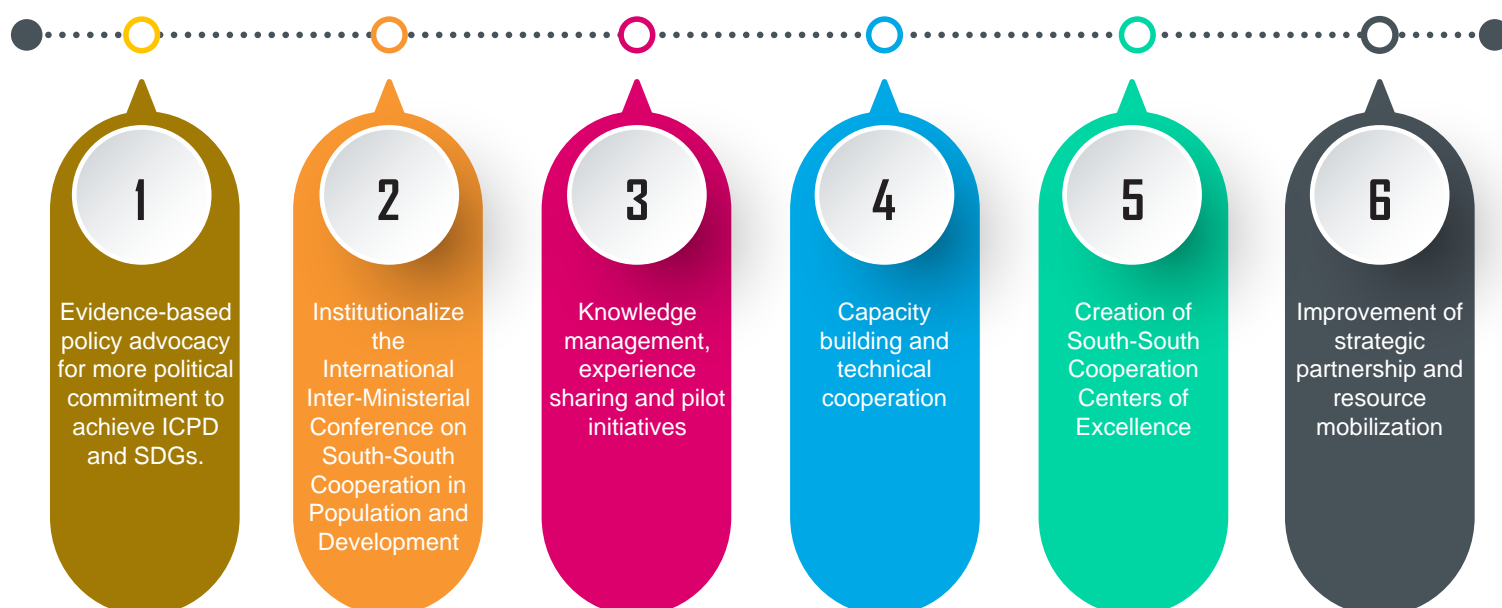 1
Evidence-based
policy advocacy
for more political
commitment to
achieve ICPD
and SDGs.
2
Institutionalize
the
International
Inter-Ministerial
Conference on
South-South
Cooperation in
Population and
Development
3
Knowledge
management,
experience
sharing and pilot
initiatives
4
Capacity
building and
technical
cooperation
5
Creation of
South-South
Cooperation
Centers of
Excellence
6
Improvement of
strategic
partnership and
resource
mobilization